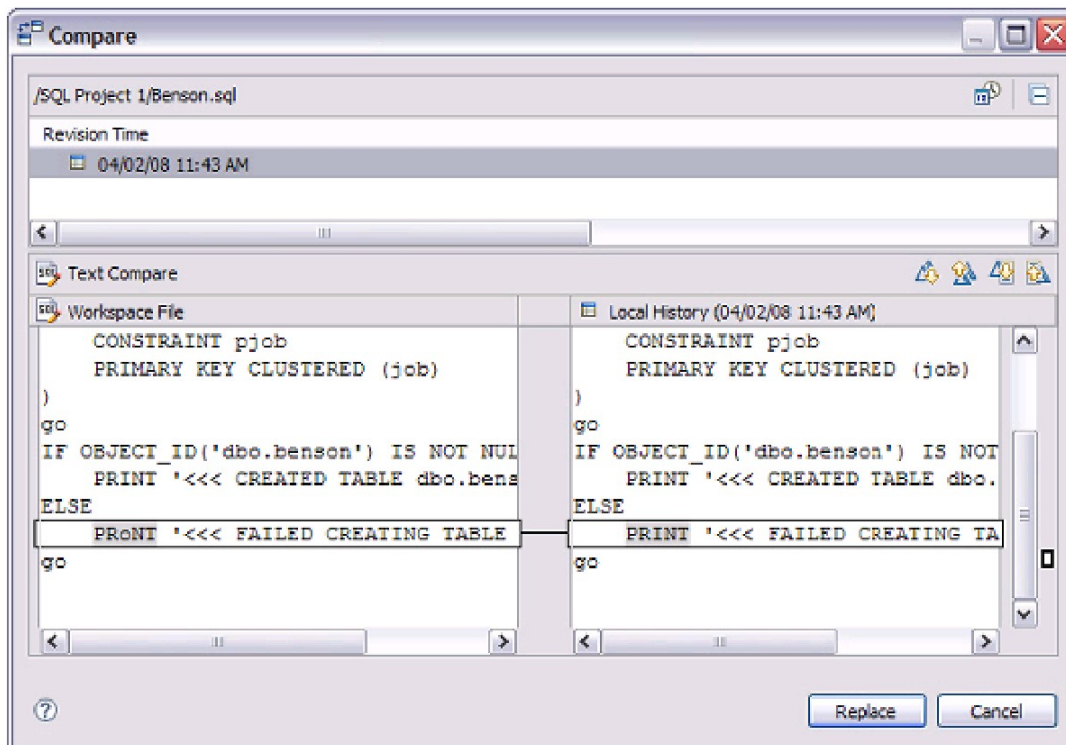 Compare
/SQL Project 1/Benson.sql
Revision Time
04/02/08 11:43 AM
Text Compare
Workspace File
CONSTRAINT pjob
PRIMARY KEY CLUSTERED (job)
)
go
IF OBJECT_ID('dbo.benson') IS NOT NUL
PRINT '<<< CREATED TABLE dbo.bens
ELSE
PRoNT '<<< FAILED CREATING TABLE
go
Local History (04/02/08 11:43 AM)
CONSTRAINT pjob
PRIMARY KEY CLUSTERED (job)
)
go
IF OBJECT_ID('dbo.benson') IS NOT
PRINT '<<< CREATED TABLE dbo.
ELSE
PRINT '<<< FAILED CREATING TA
go
Replace
Cancel